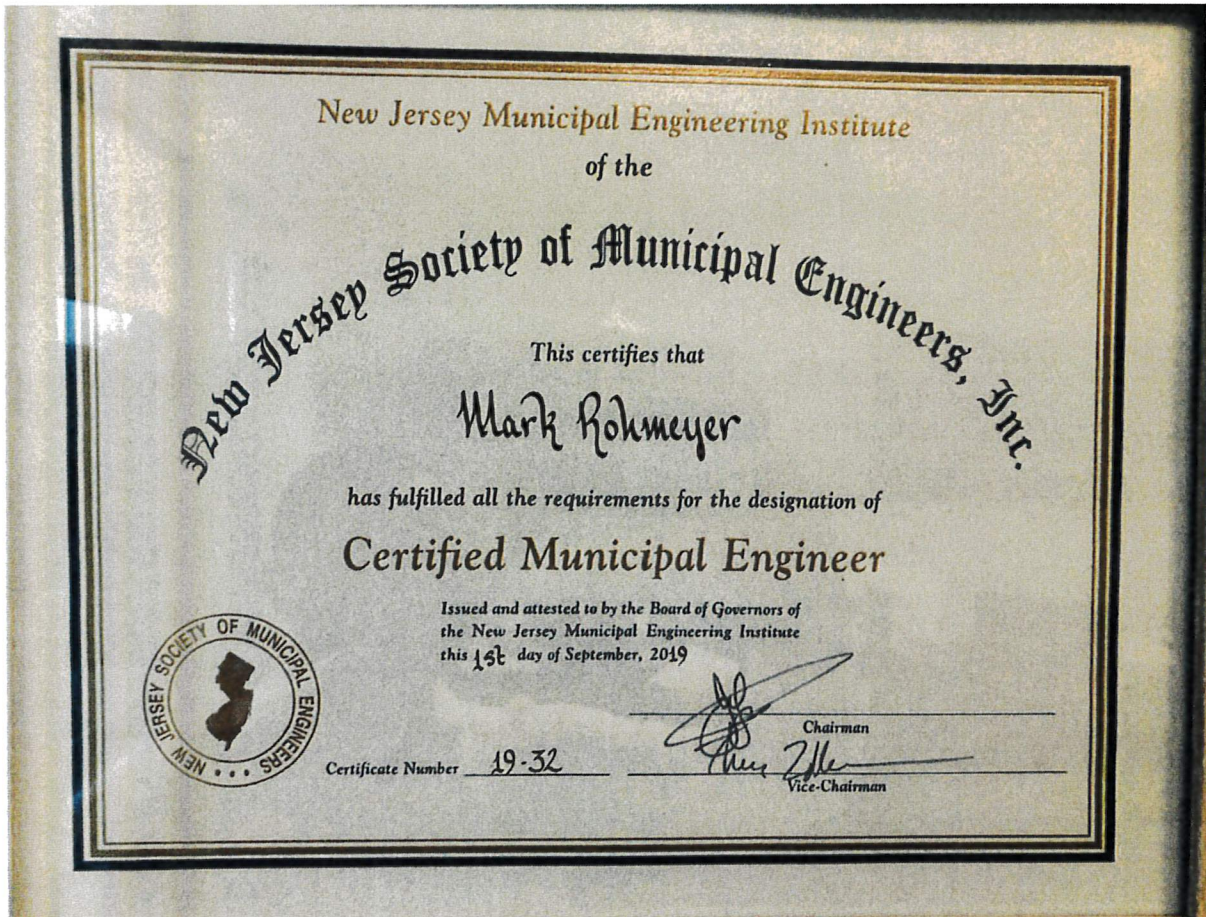 New Jersey Municipal Engineering Institute
of the
New Jersey Society of Municipal Engineers, Inc.
This certifies that
Mark Rohmeyer
has fulfilled all the requirements for the designation of
Certified Municipal Engineer
Issued and attested to by the Board of Governors of
the New Jersey Municipal Engineering Institute
this 1st day of September, 2019
NEW JERSEY SOCIETY OF MUNICIPAL ENGINEERS
Chairman
Certificate Number 19-32
Vice-Chairman